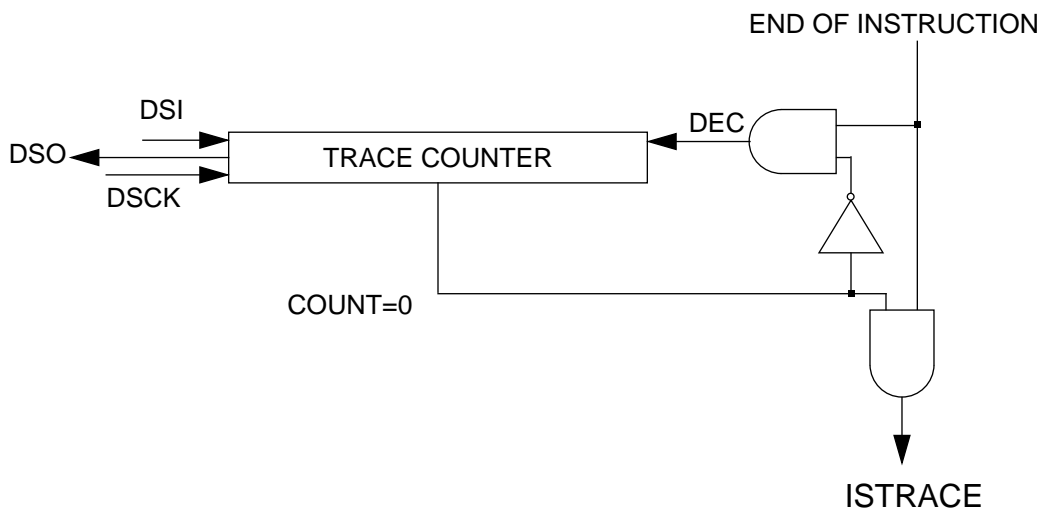 END OF INSTRUCTION
DSI
DEC
DSO
TRACE COUNTER
DSCK
COUNT=0
ISTRACE